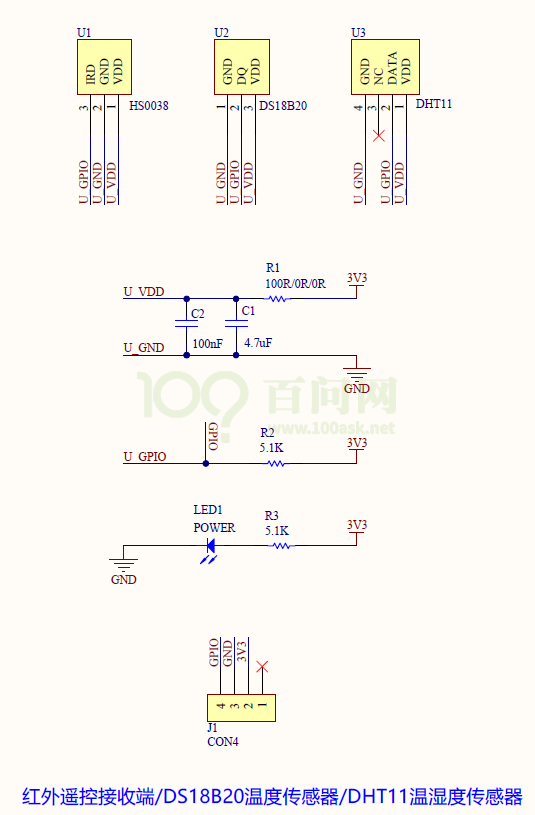 U1
U2
U3
IRD
GND
VDD
GND
DQ
VDD
GND
NC
DATA
VDD
3
2
1
HS0038
1
2
3
DS18B20
4
3
2
1
DHT11
U_GPIO
U_GND
U_VDD
U_GND
U_GPIO
U_VDD
U_GND
U_GPIO
U_VDD
R1
100R/0R/0R
3V3
U_VDD
C2
100nF
C1
4.7uF
U_GND
GND
100ask
百问网
www.100ask.net
GPIO
R2
5.1K
3V3
U_GPIO
LED1
POWER
R3
5.1K
3V3
GND
GPIO
GND
3V3
4
3
2
1
J1
CON4
红外遥控接收端/DS18B20温度传感器/DHT11温湿度传感器